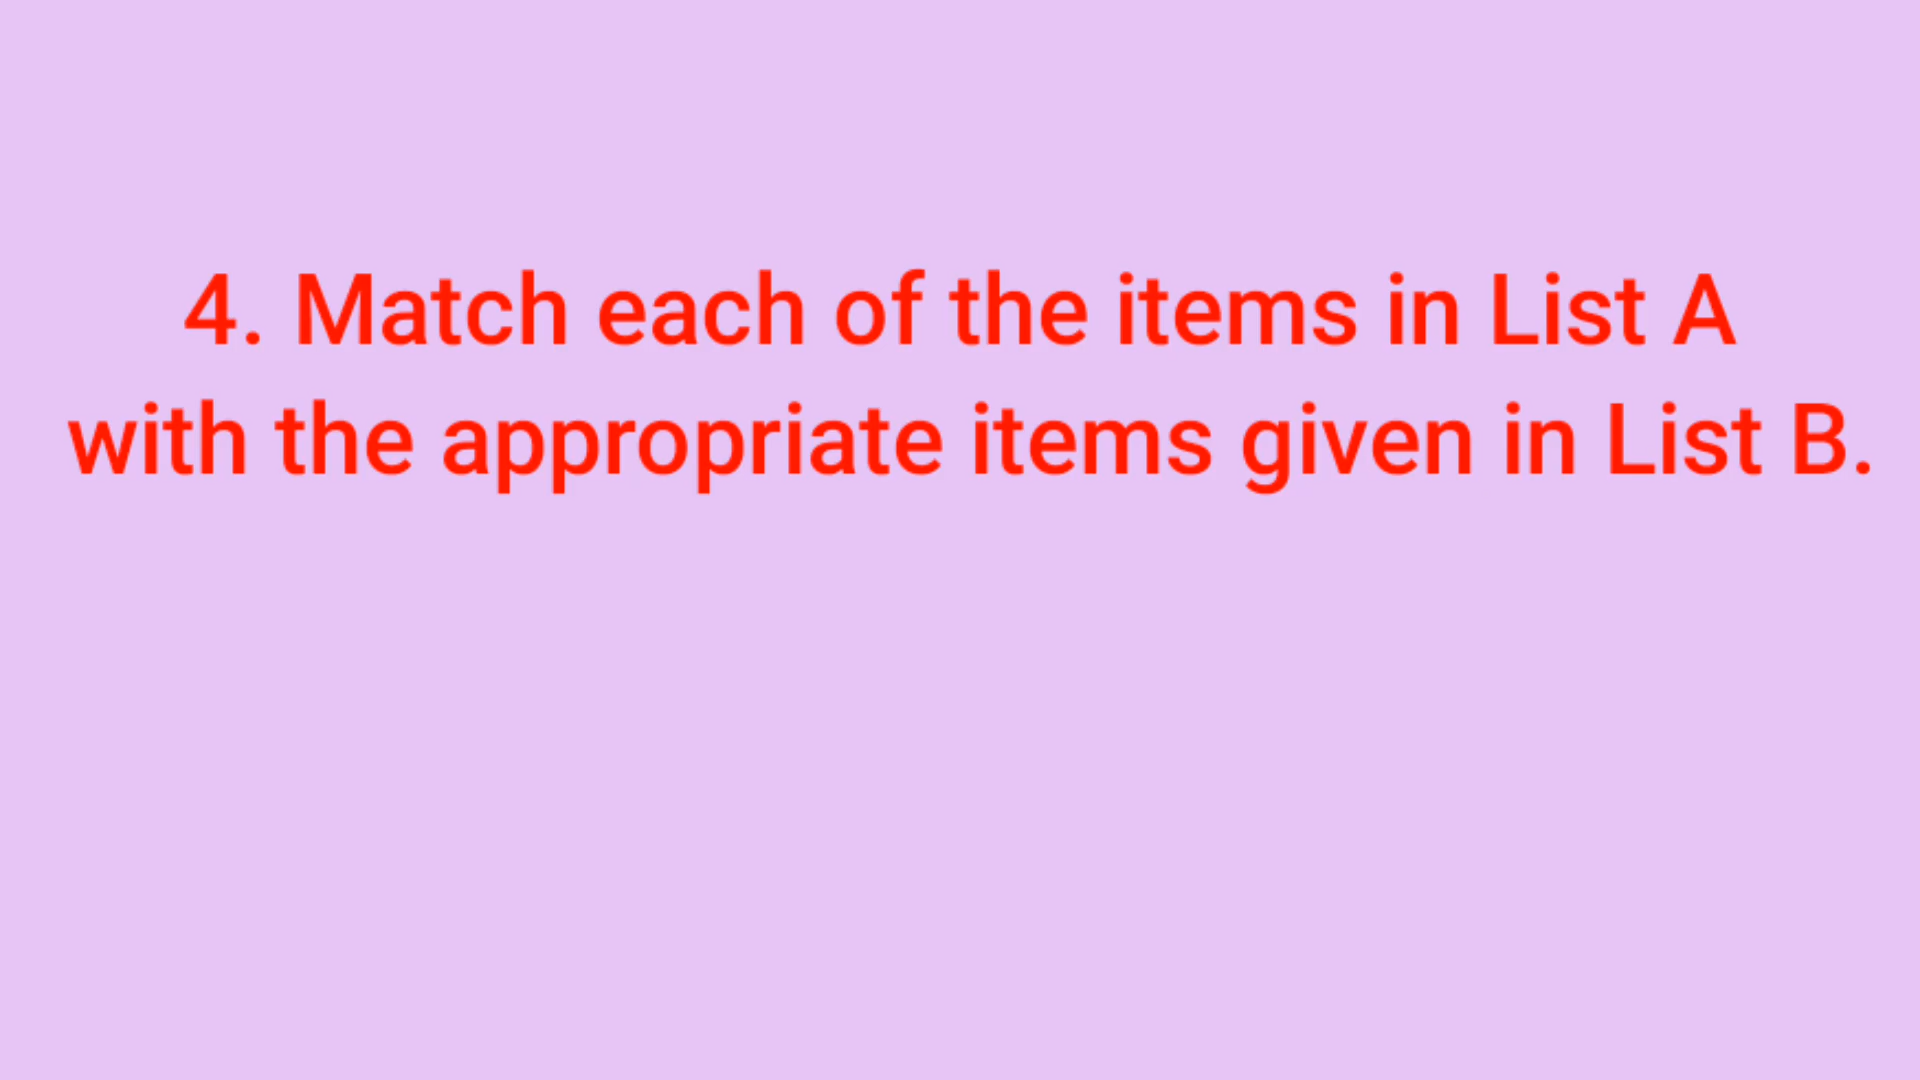 4. Match each of the items in List A
with the appropriate items given in List B.